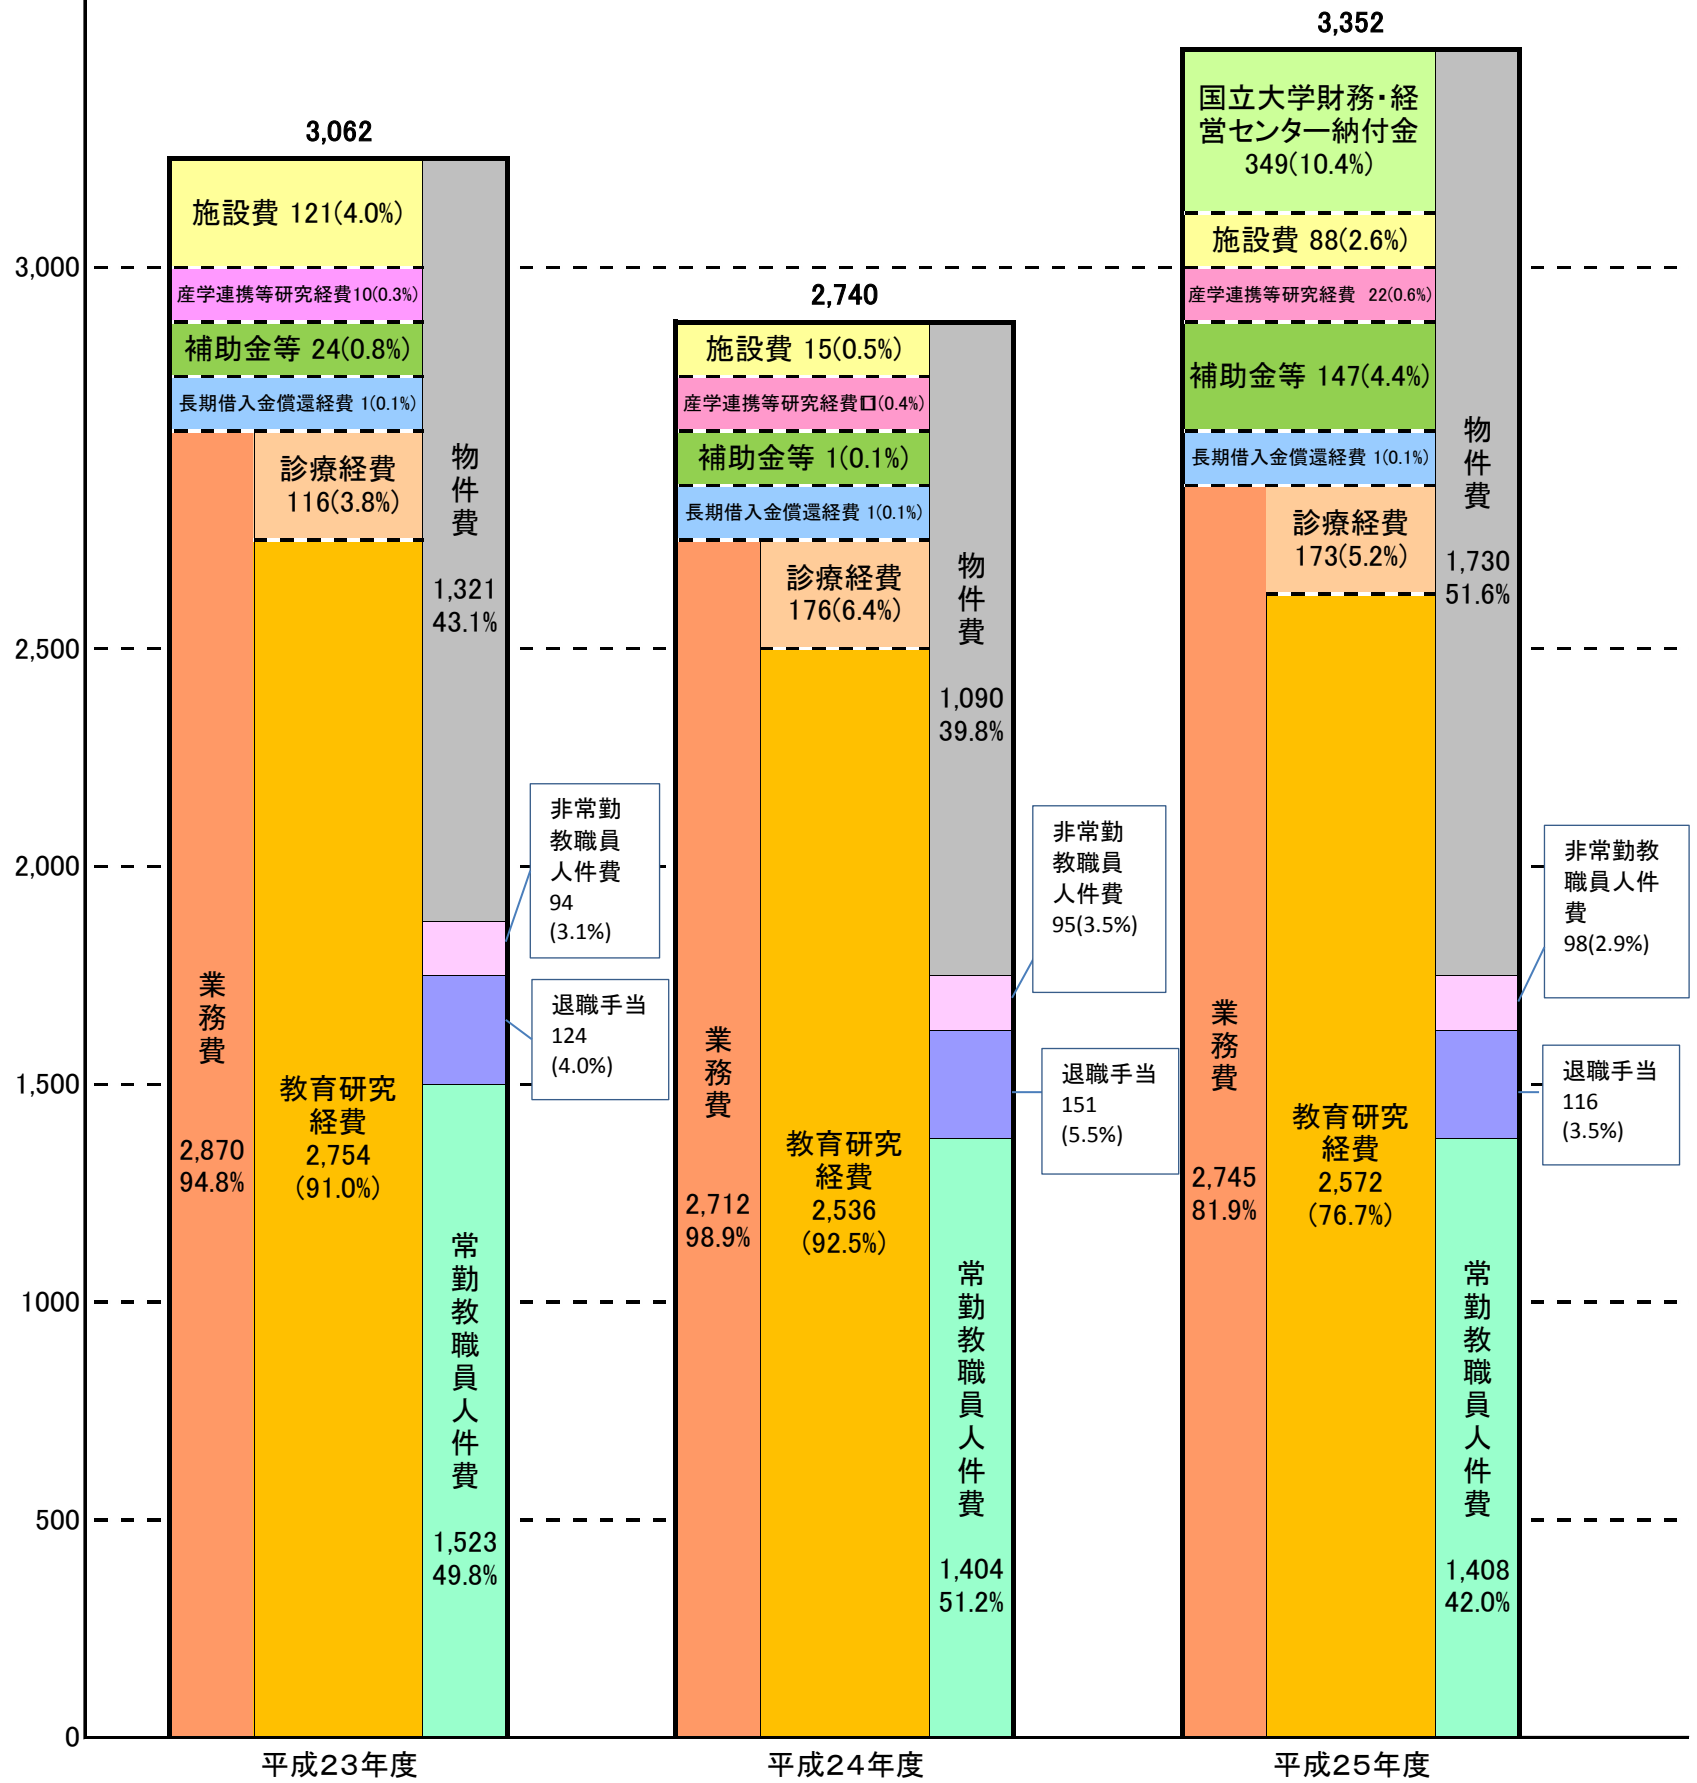 3,000
2,500
2,000
1,500
1000
500
0
3,062
施設費 121(4.0%)
産学連携等研究経費10(0.3%)
補助金等 24(0.8%)
長期借入金償還経費 1(0.1%)
診療経費
116(3.8%)
業務費
2,870
94.8%
教育研究
経費
2,754
(91.0%)
物件費
1,321
43.1%
常勤教職員人件費
1,523
49.8%
非常勤
教職員
人件費
94
(3.1%)
退職手当
124
(4.0%)
平成23年度
2,740
施設費 15(0.5%)
産学連携等研究経費(0.4%)
補助金等 1(0.1%)
長期借入金償還経費 1(0.1%)
診療経費
176(6.4%)
業務費
2,712
98.9%
教育研究
経費
2,536
(92.5%)
物件費
1,090
39.8%
常勤教職員人件費
1,404
51.2%
非常勤
教職員
人件費
95(3.5%)
退職手当
151
(5.5%)
平成24年度
3,352
国立大学財務・経
営センター納付金
349(10.4%)
施設費 88(2.6%)
産学連携等研究経費 22(0.6%)
補助金等 147(4.4%)
長期借入金償還経費 1(0.1%)
診療経費
173(5.2%)
業務費
2,745
81.9%
教育研究
経費
2,572
(76.7%)
物件費
1,730
51.6%
常勤教職員人件費
1,408
42.0%
非常勤教
職員人件
費
98(2.9%)
退職手当
116
(3.5%)
平成25年度